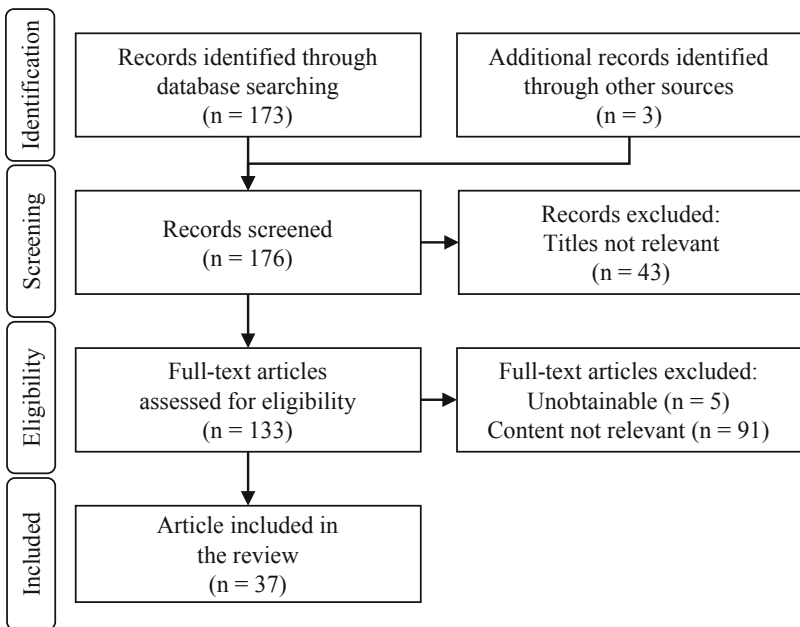 Identification
Records identified through
database searching
(n = 173)
Additional records identified
through other sources
(n = 3)
Screening
Records screened
(n = 176)
Records excluded:
Titles not relevant
(n = 43)
Eligibility
Full-text articles
assessed for eligibility
(n = 133)
Full-text articles excluded:
Unobtainable (n = 5)
Content not relevant (n = 91)
Included
Article included in
the review
(n = 37)